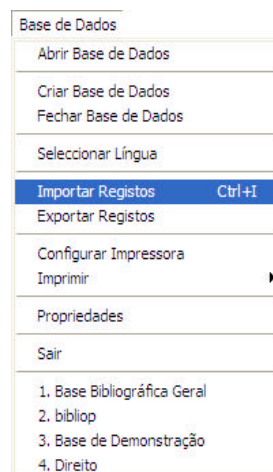 Base de Dados
Abrir Base de Dados
Criar Base de Dados
Fechar Base de Dados
Seleccionar Língua
Importar Registos Ctrl+I
Exportar Registos
Configurar Impressora
Imprimir
Propriedades
Sair
1. Base Bibliográfica Geral
2. bibliop
3. Base de Demonstração
4. Direito